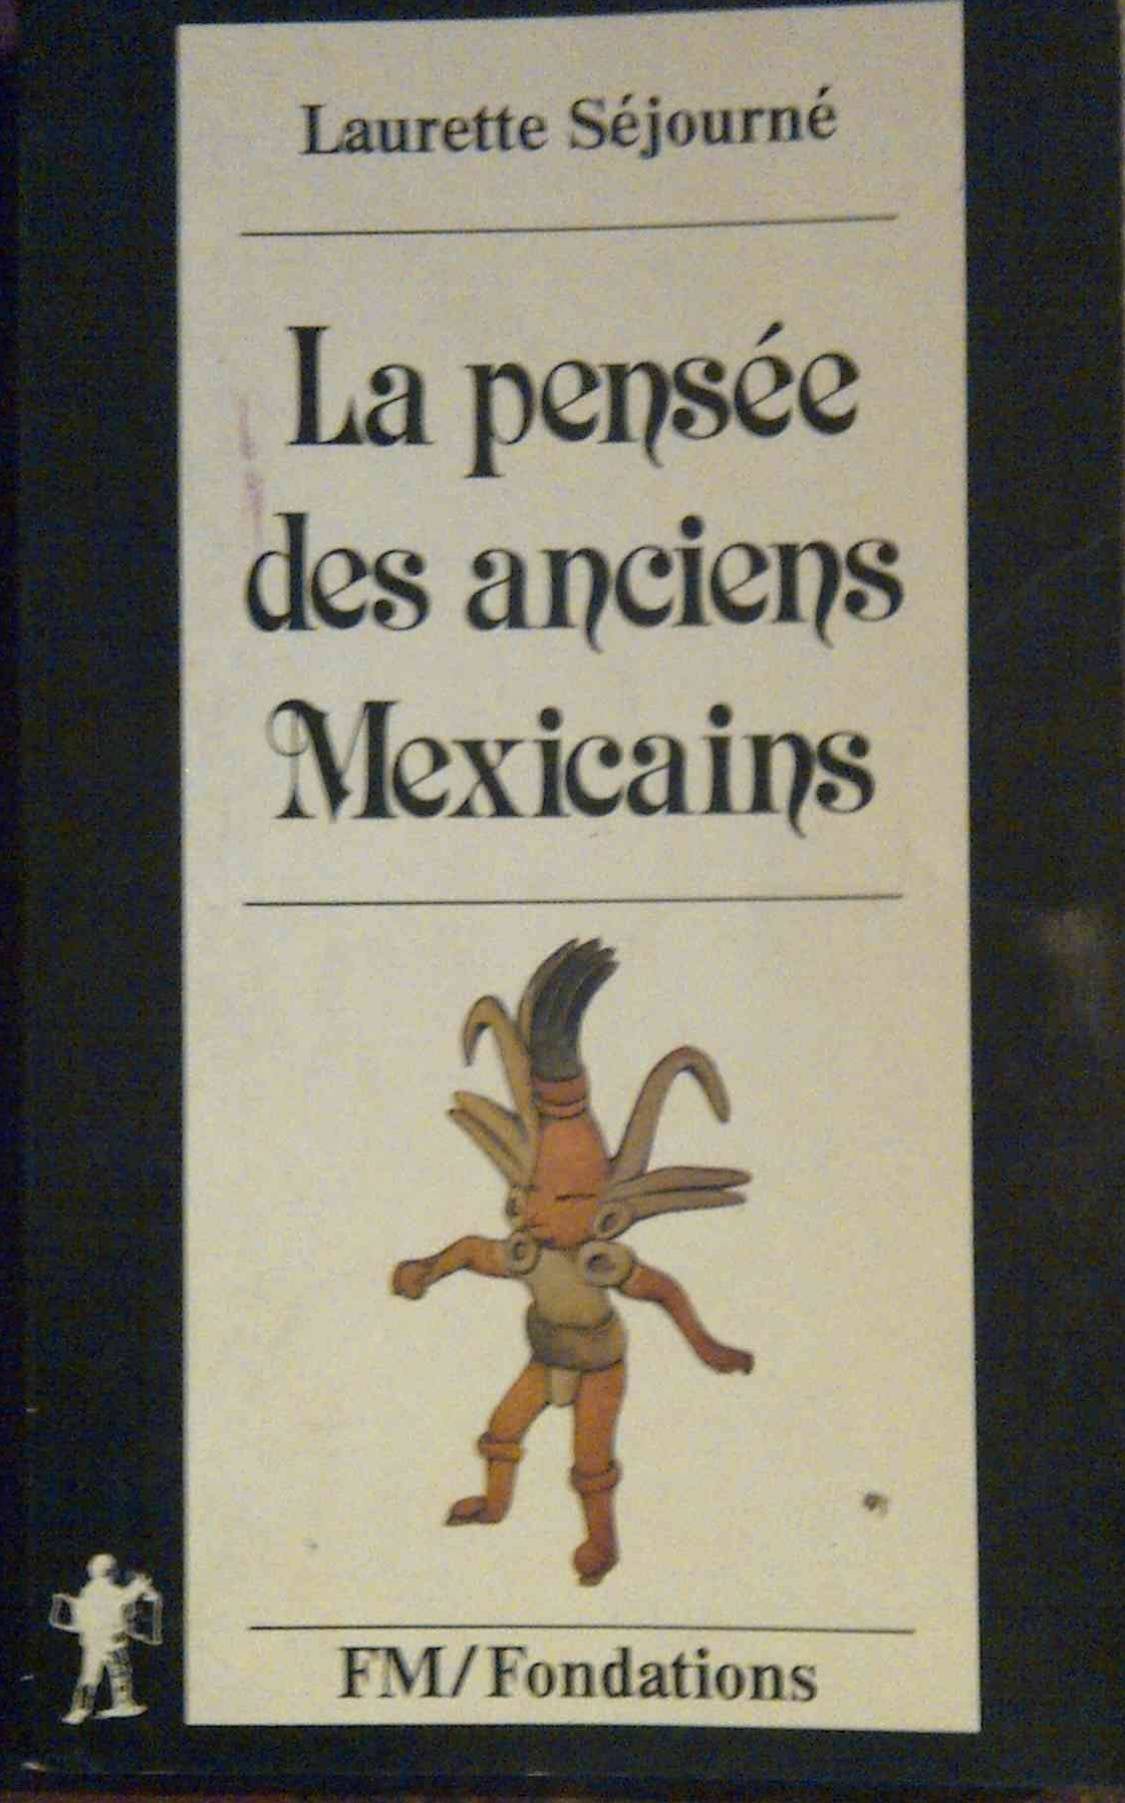 Laurette Séjourné
La pensée
des anciens
Mexicains
FM/Fondations